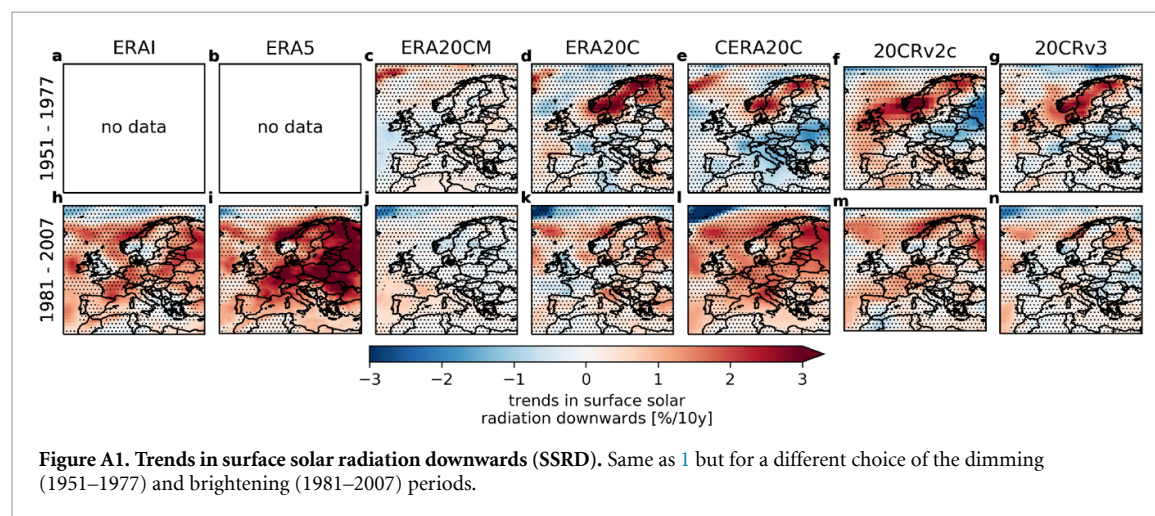 ERAI ERA5 ERA20CM ERA20C CERA20C 20CRv2c 20CRv3
a b c d e f g
1951 - 1977
no data no data
h i j k l m n
1981 - 2007
−3 −2 −1 0 1 2 3
trends in surface solar
radiation downwards [%/10y]
Figure A1. Trends in surface solar radiation downwards (SSRD). Same as 1 but for a different choice of the dimming
(1951–1977) and brightening (1981–2007) periods.